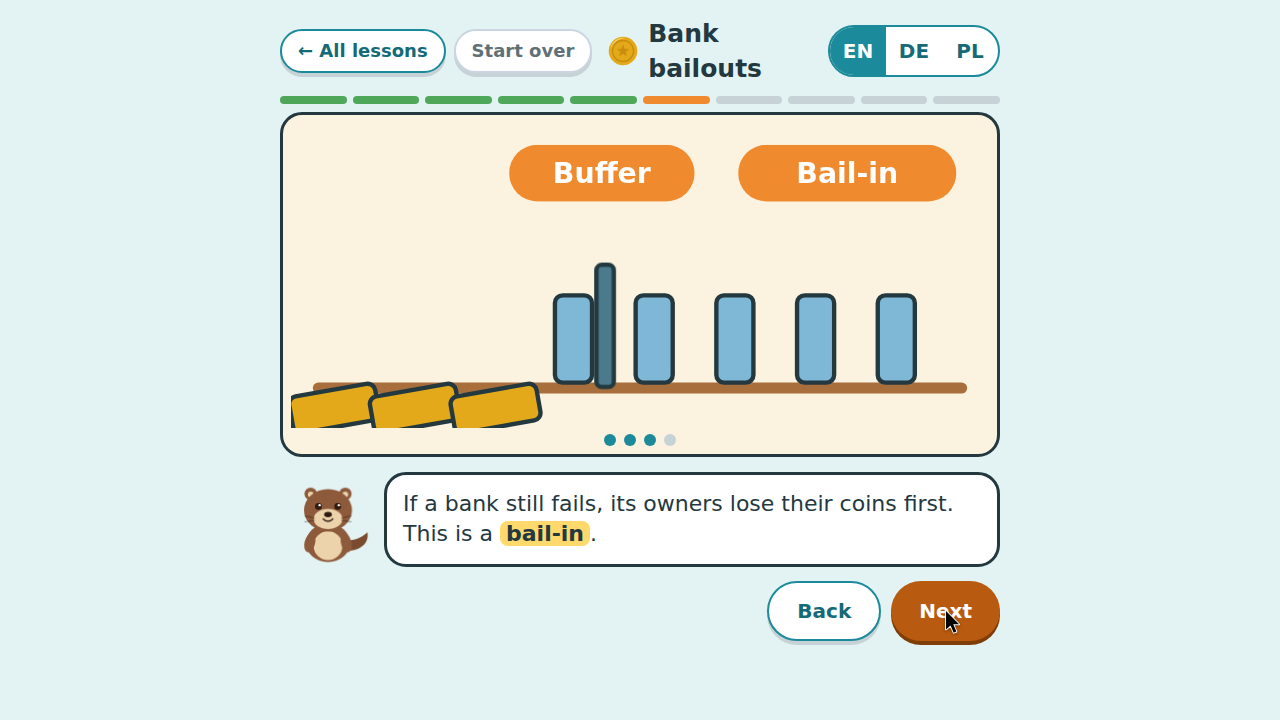 ← All lessons
Start over
Bank
bailouts
EN DE PL
Buffer
Bail-in
If a bank still fails, its owners lose their coins first.
This is a bail-in.
Back
Next